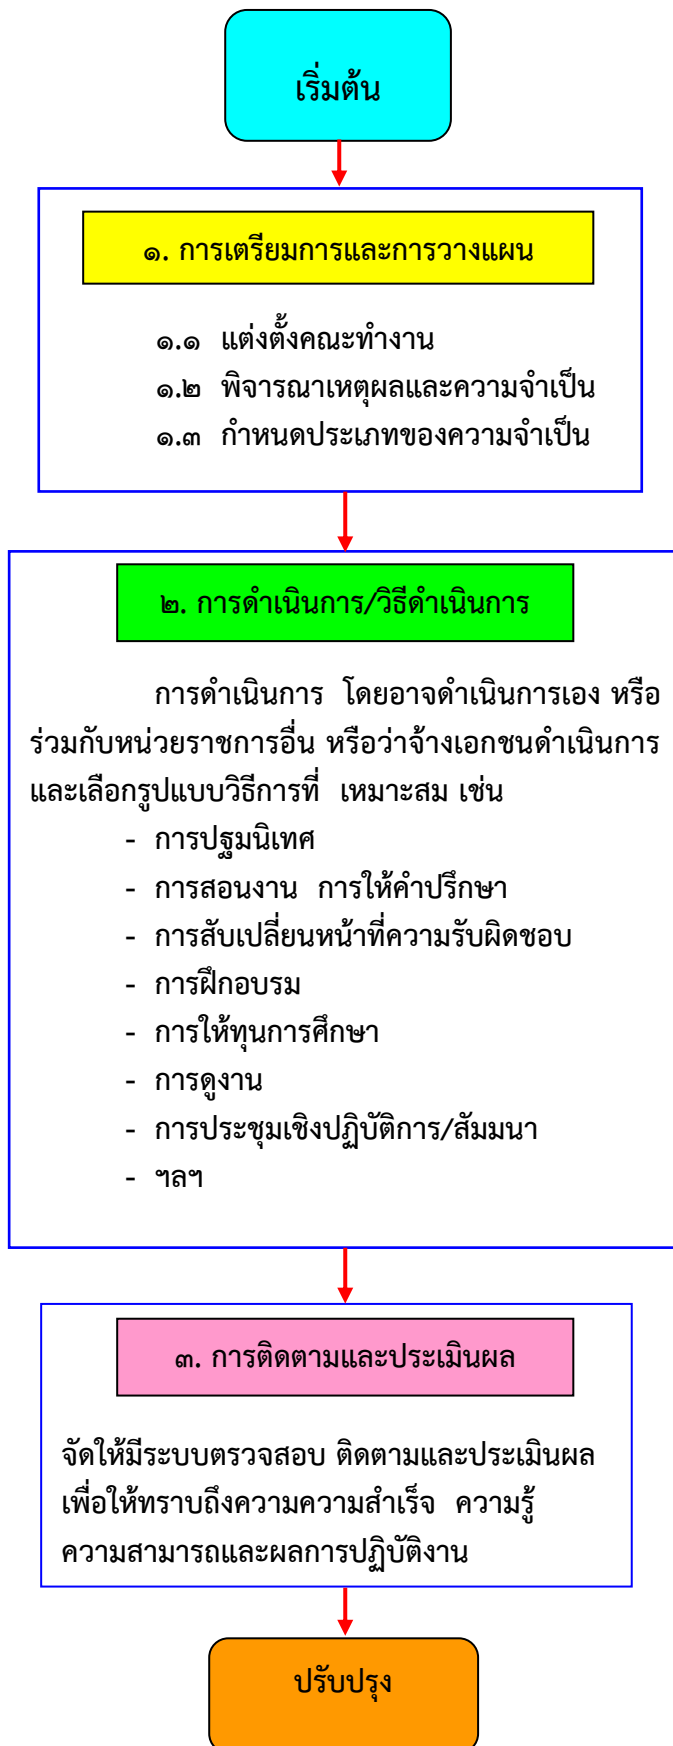 เริ่มต้น
๑. การเตรียมการและการวางแผน
๑.๑ แต่งตั้งคณะทำงาน
๑.๒ พิจารณาเหตุผลและความจำเป็น
๑.๓ กำหนดประเภทของความจำเป็น
๒. การดำเนินการ/วิธีดำเนินการ
การดำเนินการ โดยอาจดำเนินการเอง หรือ
ร่วมกับหน่วยราชการอื่น หรือว่าจ้างเอกชนดำเนินการ
และเลือกรูปแบบวิธีการที่ เหมาะสม เช่น
- การปฐมนิเทศ
- การสอนงาน การให้คำปรึกษา
- การสับเปลี่ยนหน้าที่ความรับผิดชอบ
- การฝึกอบรม
- การให้ทุนการศึกษา
- การดูงาน
- การประชุมเชิงปฏิบัติการ/สัมมนา
- ฯลฯ
๓. การติดตามและประเมินผล
จัดให้มีระบบตรวจสอบ ติดตามและประเมินผล
เพื่อให้ทราบถึงความความสำเร็จ ความรู้
ความสามารถและผลการปฏิบัติงาน
ปรับปรุง